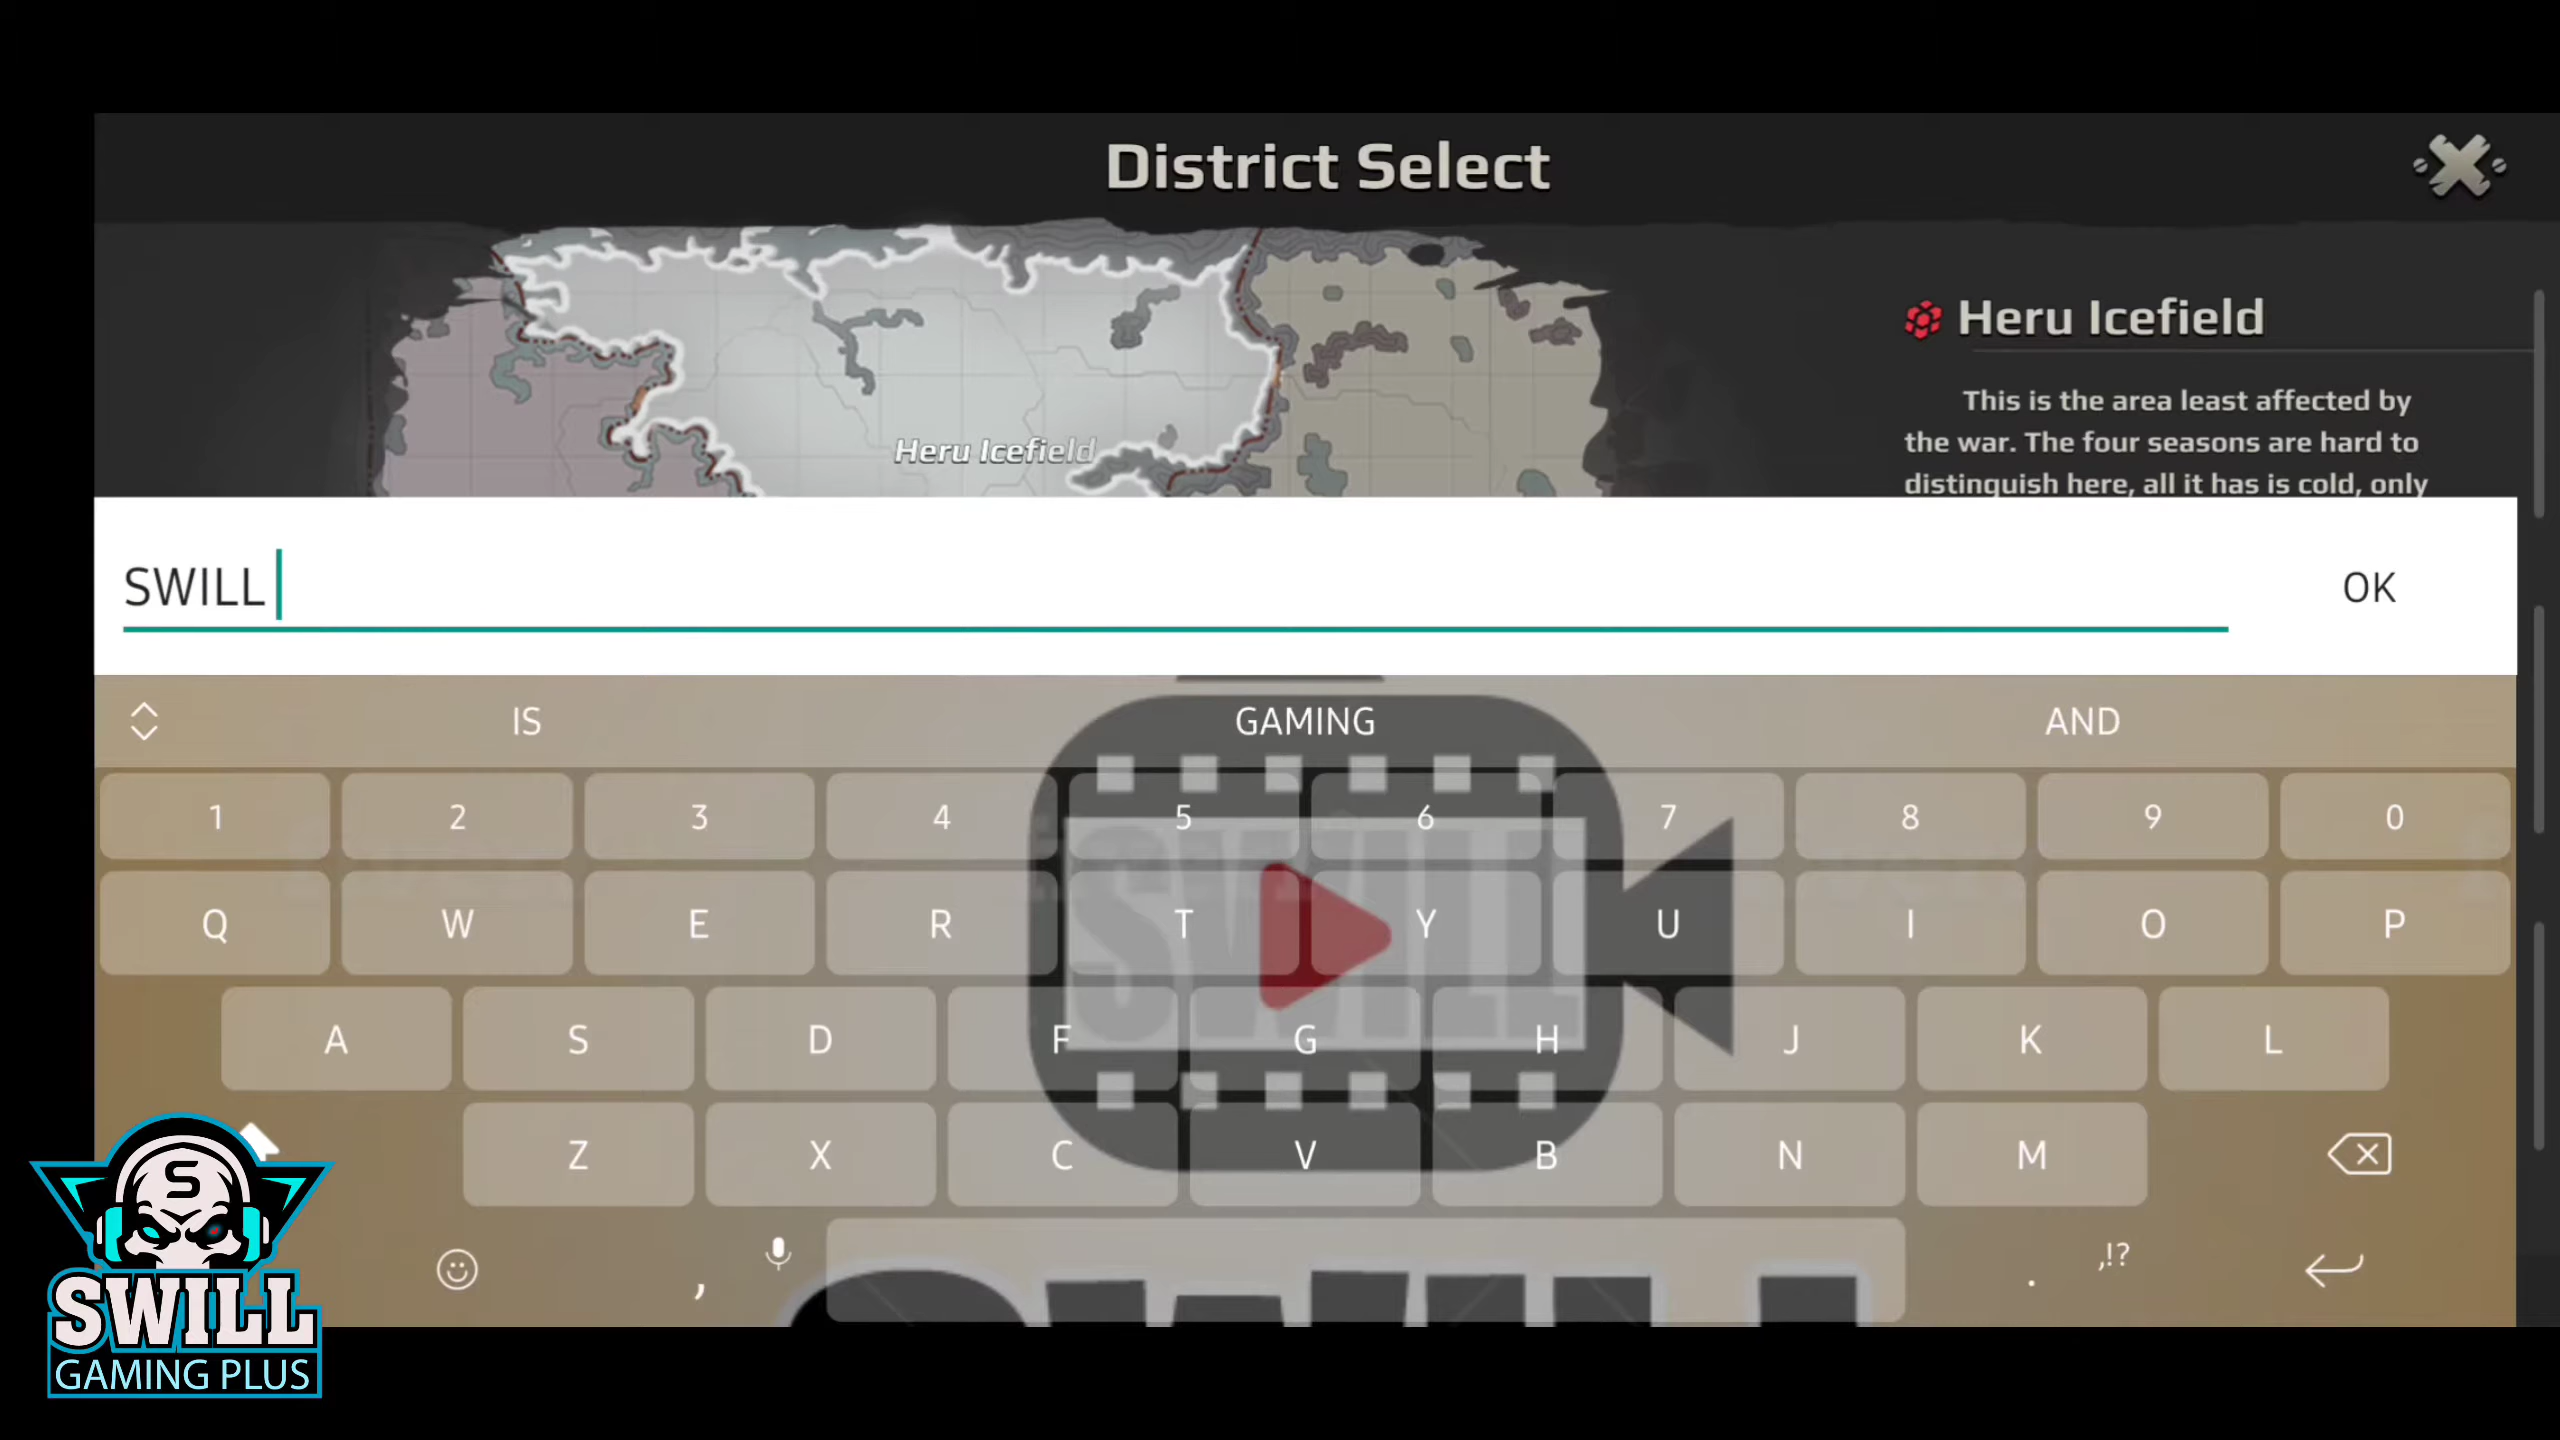 District Select
Heru Icefield
This is the area least affected by
the war. The four seasons are hard to
distinguish here, all it has is cold, only
Heru Icefield
SWILL
OK
IS GAMING AND
1 2 3 4 5 6 7 8 9 0
SWILL
Q W E R T Y U I O P
A S D F G H J K L
Z X C V B N M
, . ,!?
S
SWILL
GAMING PLUS